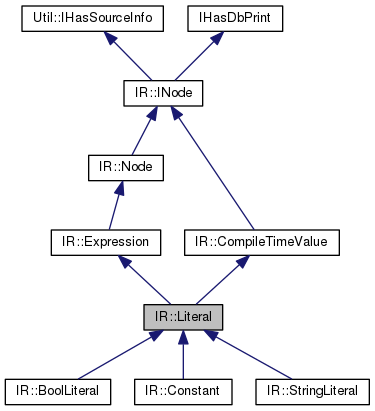 Util::IHasSourceInfo
IHasDbPrint
IR::INode
IR::Node
IR::Expression
IR::CompileTimeValue
IR::Literal
IR::BoolLiteral
IR::Constant
IR::StringLiteral